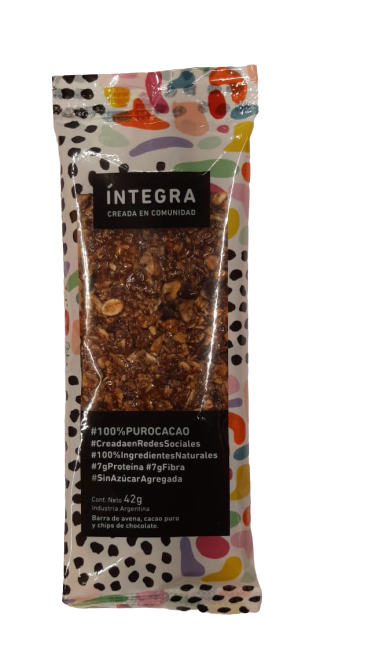 ÍNTEGRA
CREADA EN COMUNIDAD
#100%PUROCACAO
#CreadaenRedesSociales
#100%IngredientesNaturales
#7gProteína #7gFibra
#SinAzúcarAgregada
Cont. Neto 42g
Industria Argentina
Barra de avena, cacao puro
y chips de chocolate.